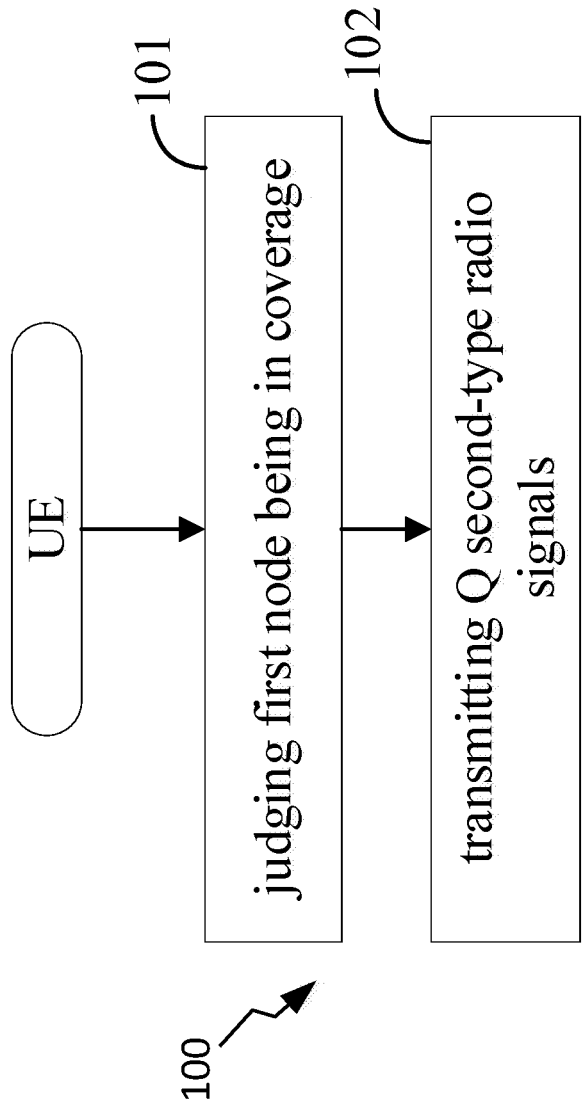 UE
101
judging first node being in coverage
102
transmitting Q second-type radio
signals
100